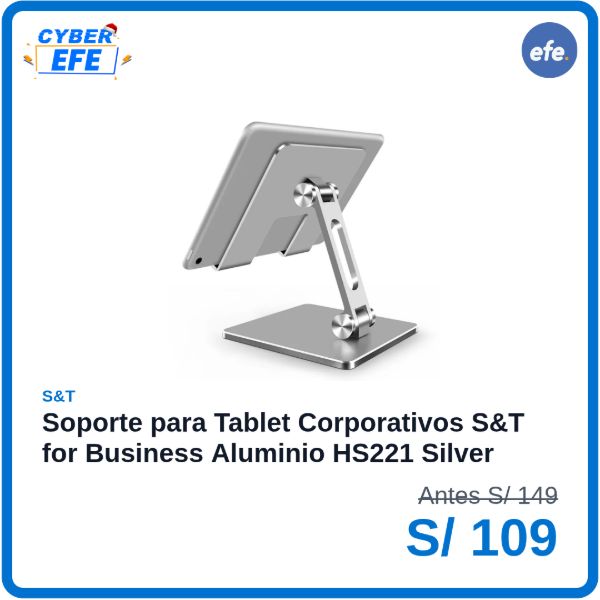 CYBER
EFE
efe.
S&T
Soporte para Tablet Corporativos S&T
for Business Aluminio HS221 Silver
Antes S/ 149
S/ 109